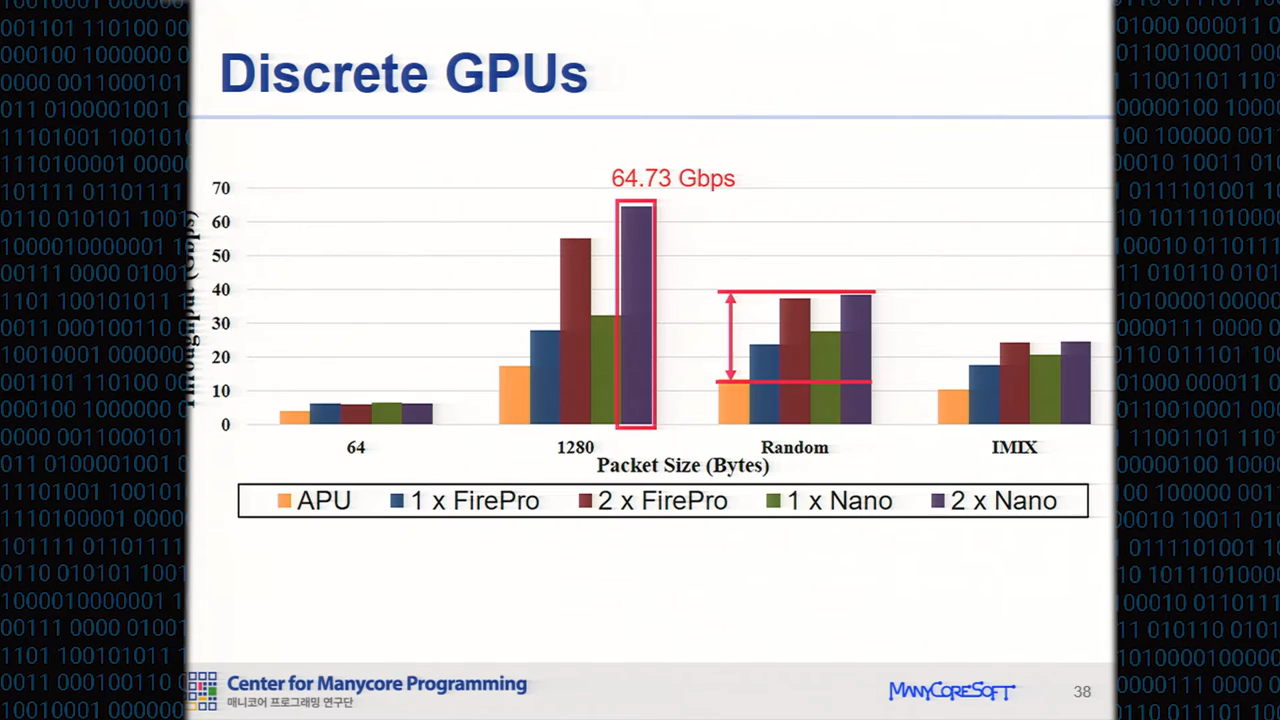 Discrete GPUs
64.73 Gbps
70
60
50
40
30
20
10
0
Throughput (Gbps)
64
1280
Random
IMIX
Packet Size (Bytes)
APU
1 x FirePro
2 x FirePro
1 x Nano
2 x Nano
Center for Manycore Programming
매니코어 프로그래밍 연구단
MANYCORESOFT
38